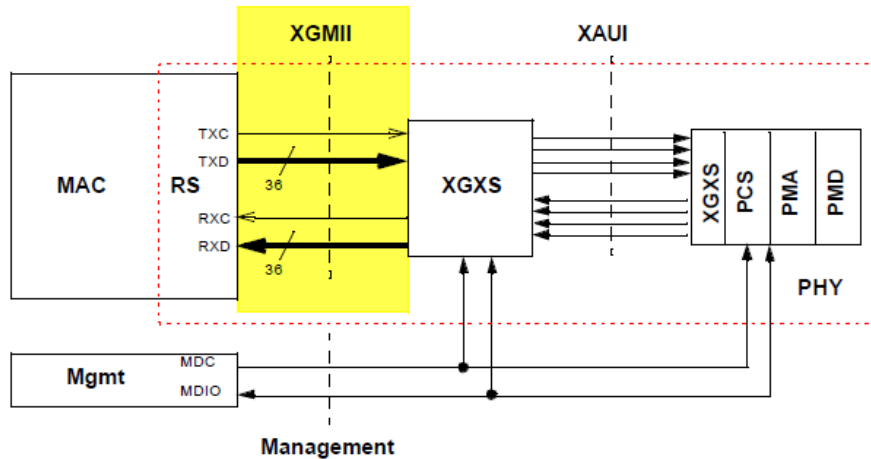 XGMII
XAUI
MAC
RS
TXC
TXD
36
RXC
RXD
36
XGXS
XGXS
PCS
PMA
PMD
PHY
Mgmt
MDC
MDIO
Management